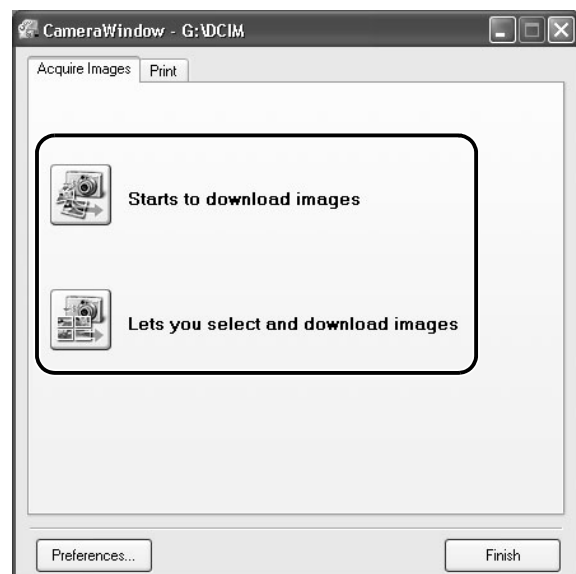 CameraWindow - G:\DCIM
Acquire Images Print
Starts to download images
Lets you select and download images
Preferences... Finish